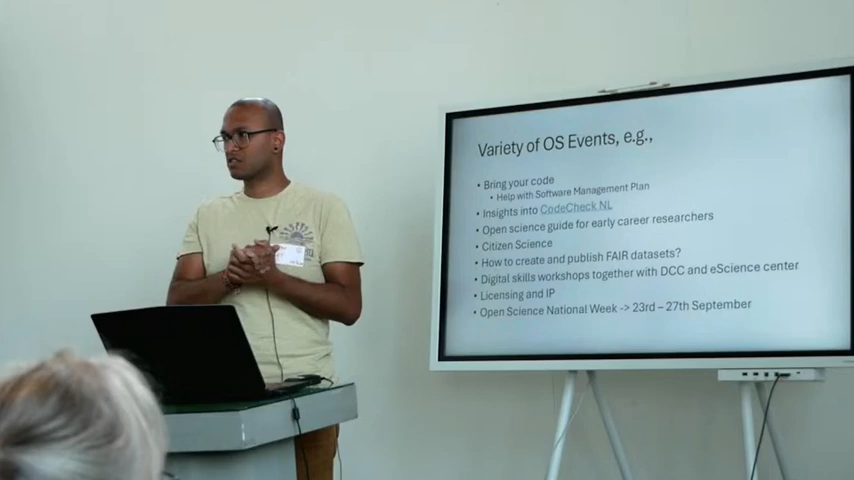 Variety of OS Events, e.g.,
• Bring your code
• Help with Software Management Plan
• Insights into CodeCheck NL
• Open science guide for early career researchers
• Citizen Science
• How to create and publish FAIR datasets?
• Digital skills workshops together with DCC and eScience center
• Licensing and IP
• Open Science National Week -> 23rd – 27th September